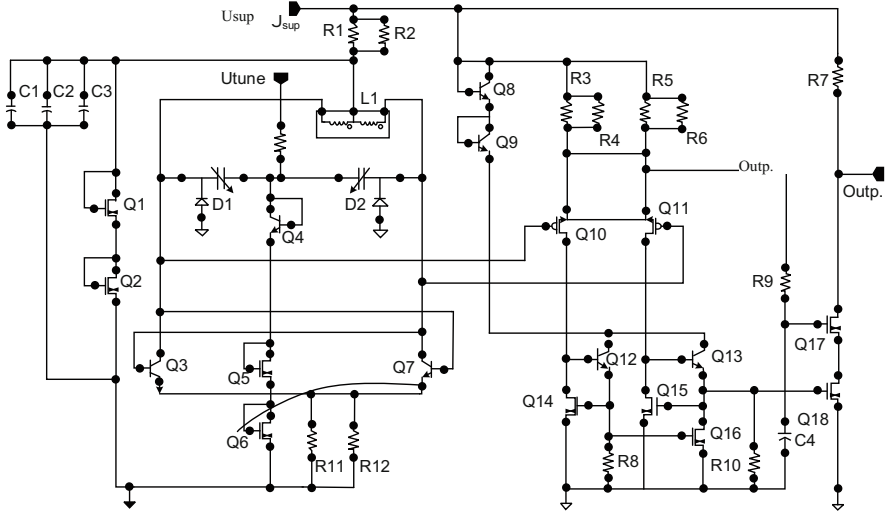 Usup
Jsup
R1
R2
C1
C2
C3
Utune
L1
Q8
R3
R5
R7
Q9
R4
R6
Outp.
Outp.
D1
D2
Q1
Q4
Q10
Q11
Q2
R9
Q3
Q5
Q7
Q12
Q13
Q17
Q6
Q14
Q15
Q16
Q18
C4
R11
R12
R8
R10